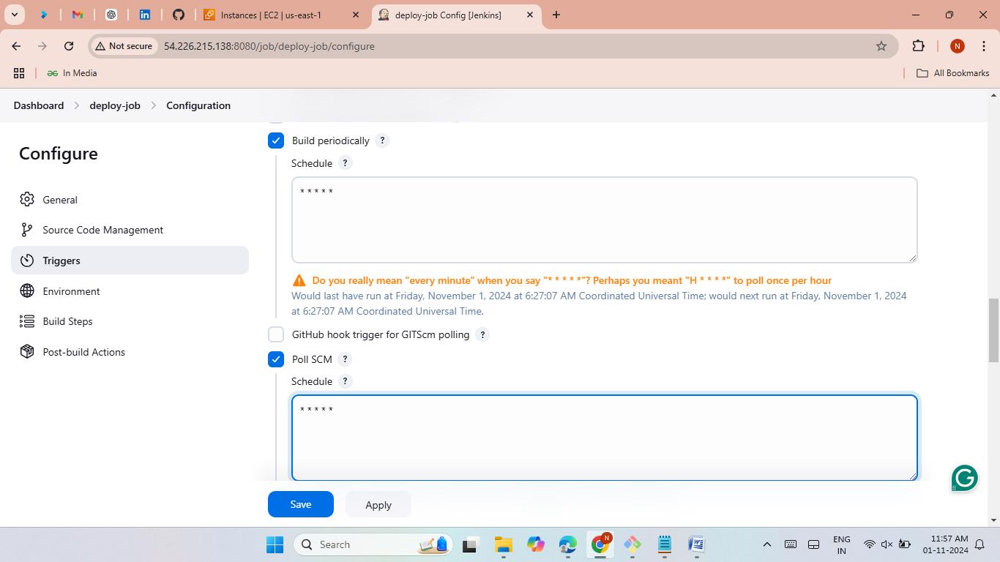 Instances | EC2 | us-east-1
deploy-job Config [Jenkins]
Not secure
54.226.215.138:8080/job/deploy-job/configure
N
In Media
All Bookmarks
Dashboard
deploy-job
Configuration
Configure
General
Source Code Management
Triggers
Environment
Build Steps
Post-build Actions
Build periodically ?
Schedule ?
* * * * *
Do you really mean "every minute" when you say "* * * * *"? Perhaps you meant "H * * * *" to poll once per hour
Would last have run at Friday, November 1, 2024 at 6:27:07 AM Coordinated Universal Time; would next run at Friday, November 1, 2024
at 6:27:07 AM Coordinated Universal Time.
GitHub hook trigger for GITScm polling ?
Poll SCM ?
Schedule ?
* * * * *
Save
Apply
Search
N
ENG
IN
11:57 AM
01-11-2024